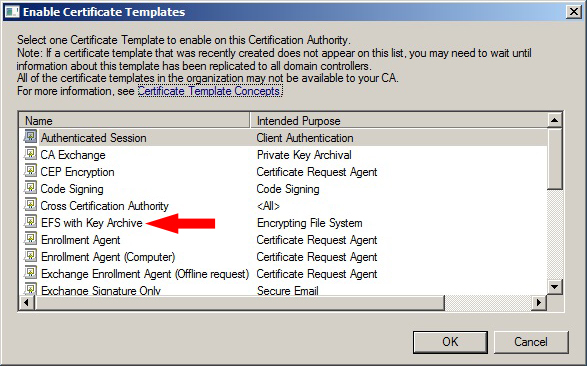 Enable Certificate Templates
Select one Certificate Template to enable on this Certification Authority.
Note: If a certificate template that was recently created does not appear on this list, you may need to wait until
information about this template has been replicated to all domain controllers.
All of the certificate templates in the organization may not be available to your CA.
For more information, see Certificate Template Concepts.
Name Intended Purpose
Authenticated Session Client Authentication
CA Exchange Private Key Archival
CEP Encryption Certificate Request Agent
Code Signing Code Signing
Cross Certification Authority <All>
EFS with Key Archive Encrypting File System
Enrollment Agent Certificate Request Agent
Enrollment Agent (Computer) Certificate Request Agent
Exchange Enrollment Agent (Offline request) Certificate Request Agent
Exchange Signature Only Secure Email
OK Cancel